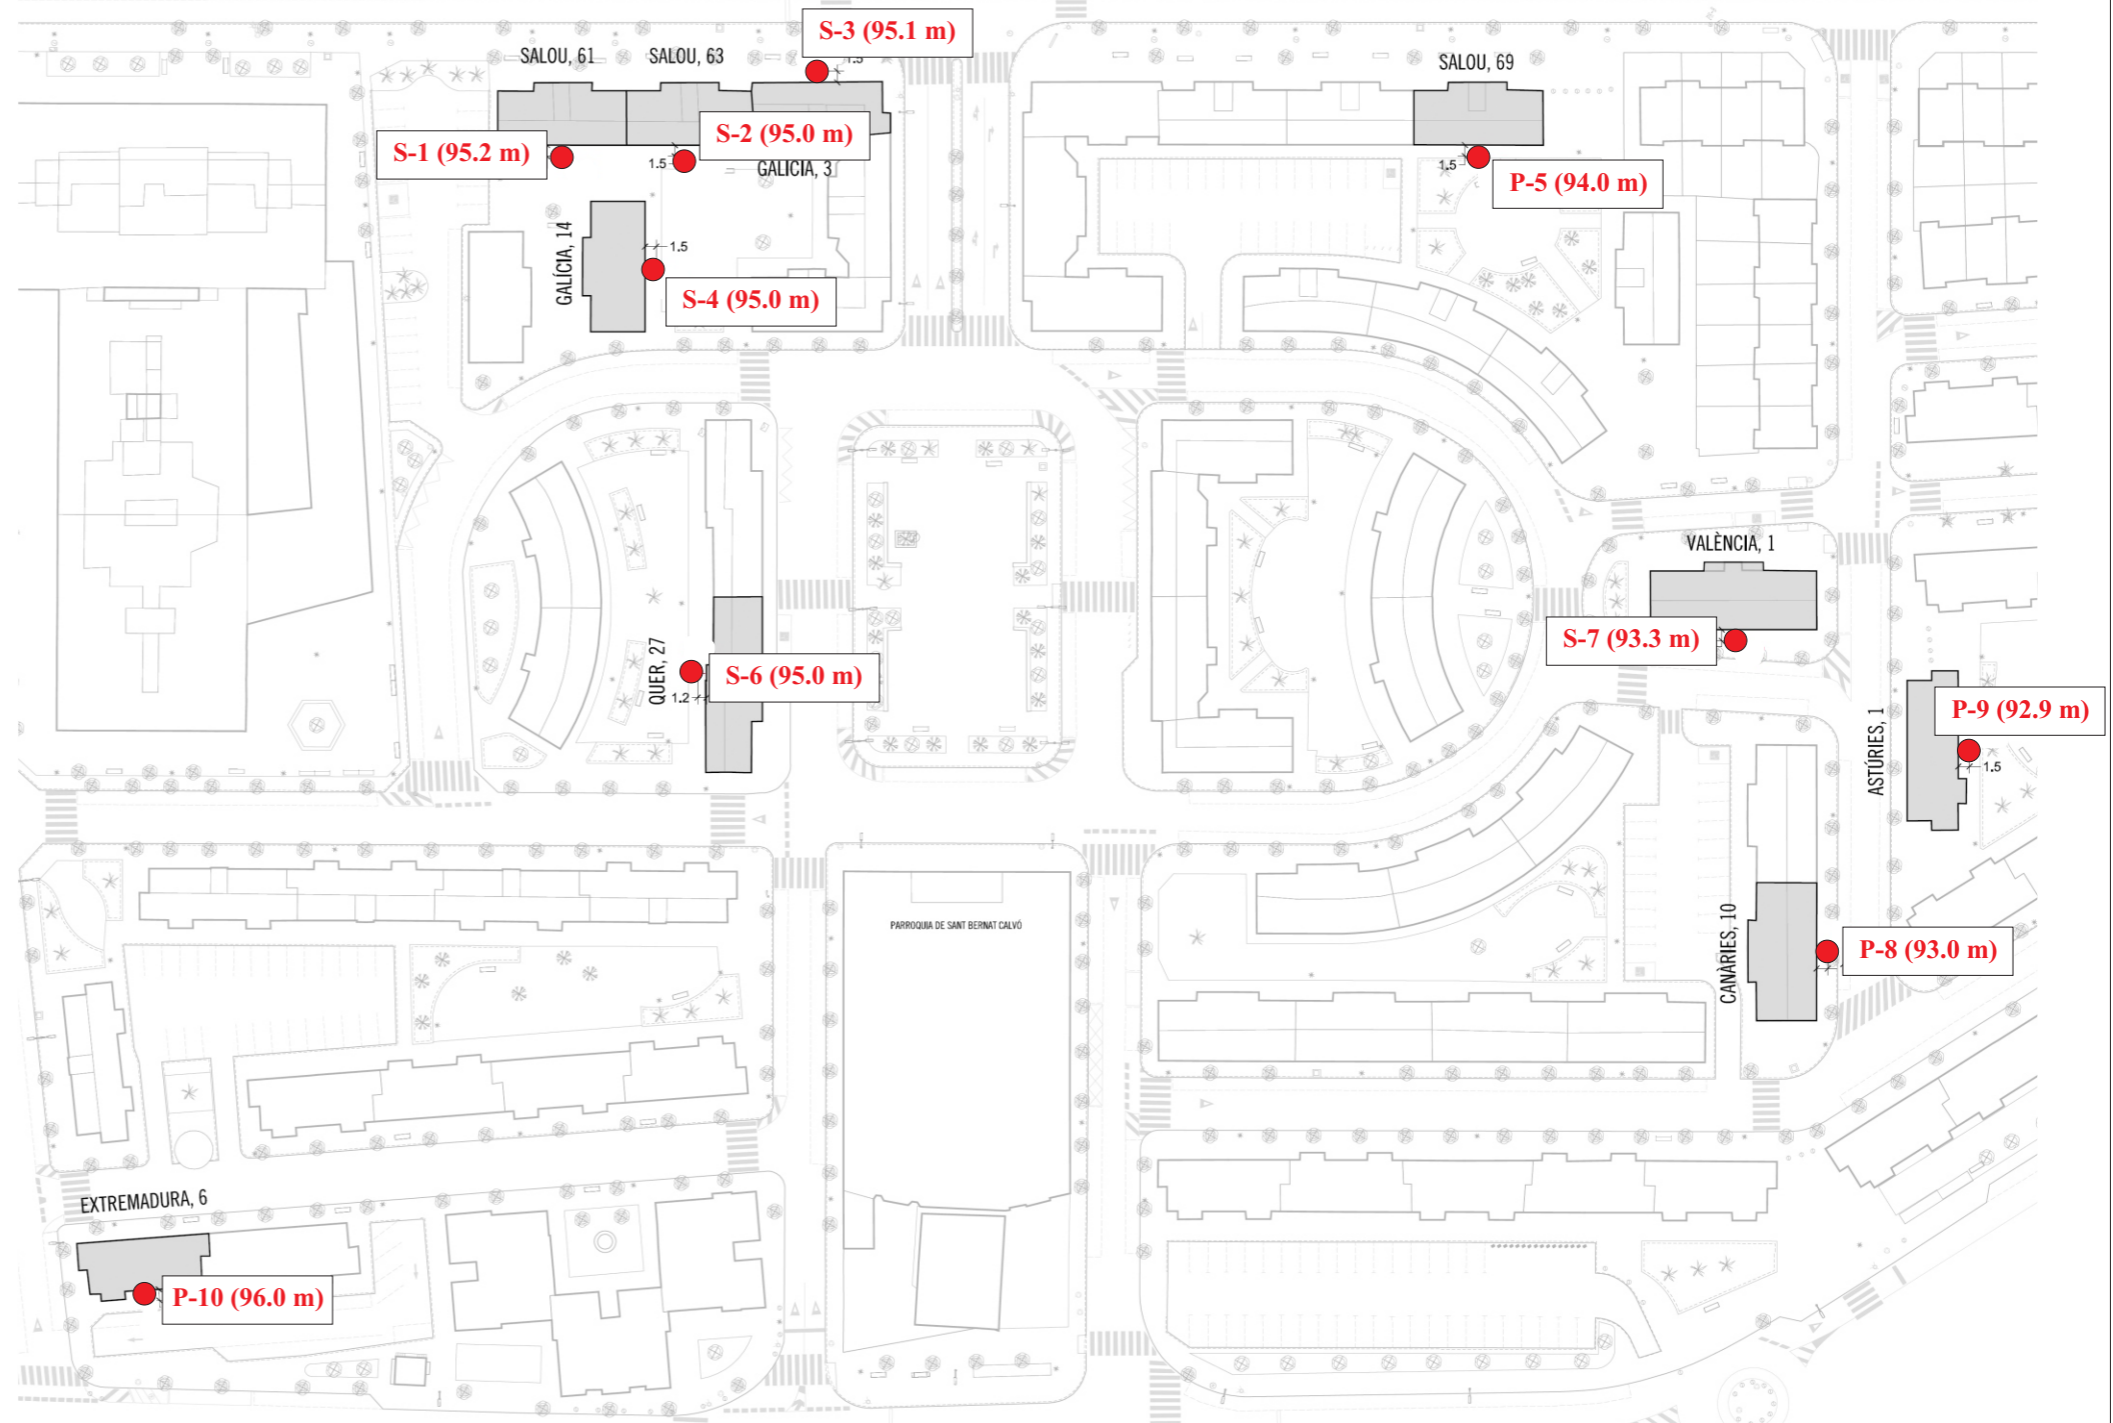 S-3 (95.1 m)
1.5
SALOU, 61
SALOU, 63
SALOU, 69
S-1 (95.2 m)
S-2 (95.0 m)
1.5
GALICIA, 3
1.5
P-5 (94.0 m)
GALÍCIA, 14
1.5
S-4 (95.0 m)
VALÈNCIA, 1
S-7 (93.3 m)
QUER, 27
S-6 (95.0 m)
1.2
ASTÚRIES, 1
P-9 (92.9 m)
1.5
PARROQUIA DE SANT BERNAT CALVÓ
CANÀRIES, 10
P-8 (93.0 m)
EXTREMADURA, 6
P-10 (96.0 m)